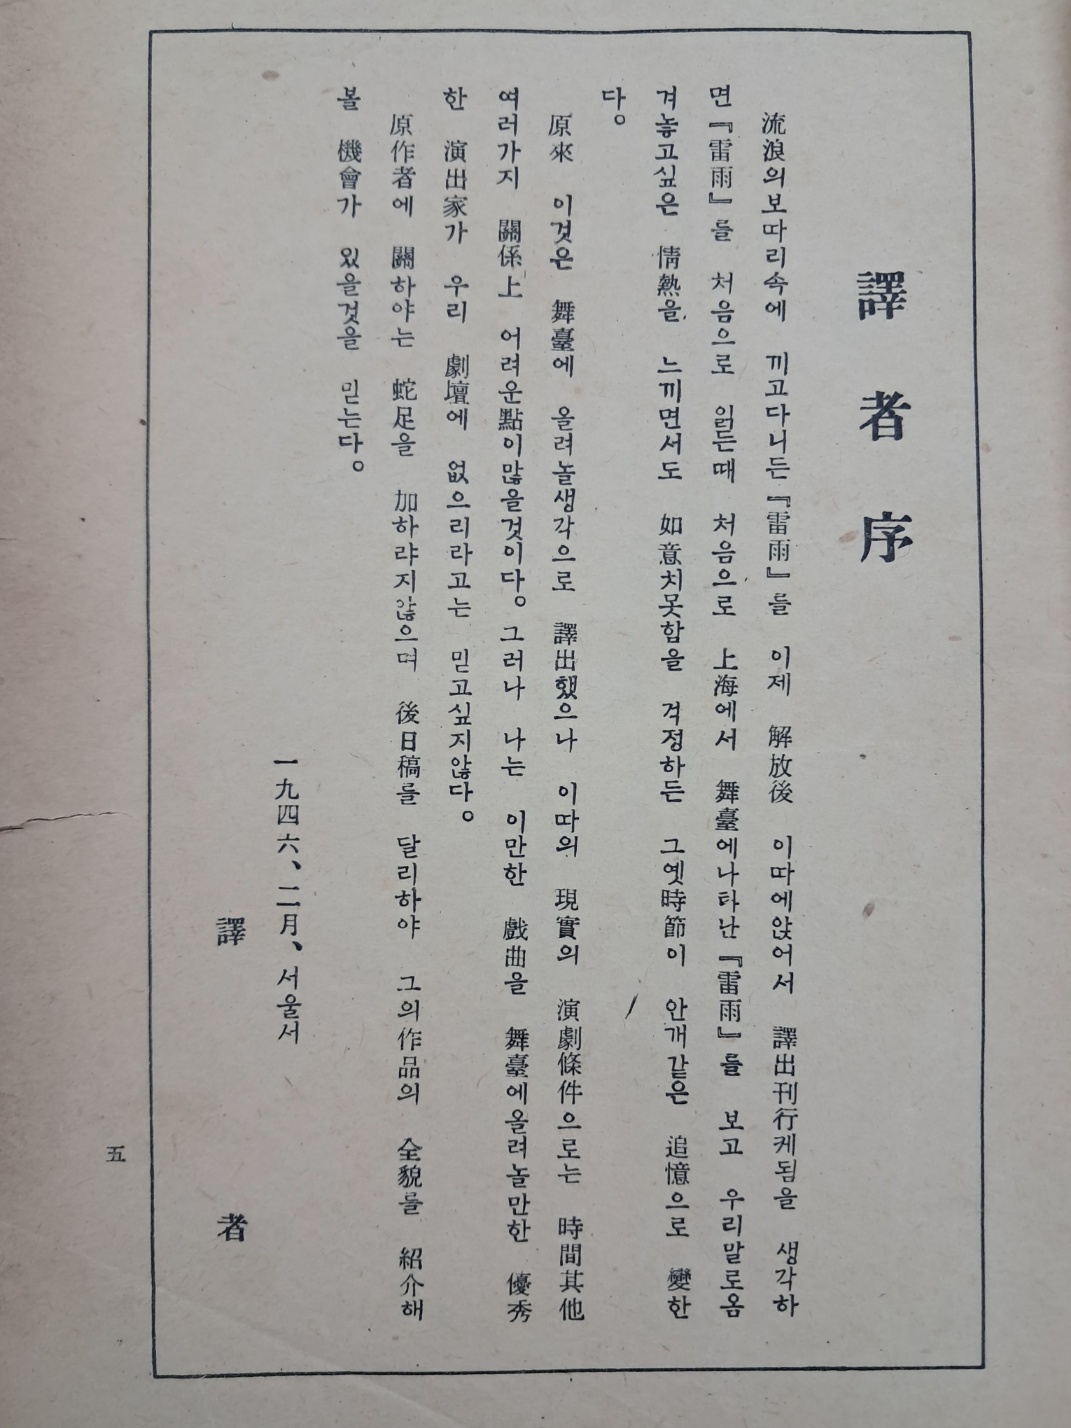 譯者序
流浪의보따리속에 끼고다니든『雷雨』를 이제 解放後 이따에앉어서 譯出刊行케됨을 생각하
면『雷雨』를 처음으로 읽든때 처음으로 上海에서 舞臺에나타난『雷雨』를 보고 우리말로옴
겨놓고싶은 情熱을 느끼면서도 如意치못함을 걱정하든 그옛時節이 안개같은 追憶으로 變한
다。
原來 이것은 舞臺에 올려놀생각으로 譯出했으나 이따의 現實의 演劇條件으로는 時間其他
여러가지 關係上 어려운點이많을것이다。그러나 나는 이만한 戲曲을 舞臺에올려놀만한 優秀
한 演出家가 우리 劇壇에 없으리라고는 믿고싶지않다。
原作者에 關하야는 蛇足을 加하랴지않으며 後日稿를 달리하야 그의作品의 全貌를 紹介해
볼 機會가 있을것을 믿는다。
一九四六、二月、서울서
譯者
五